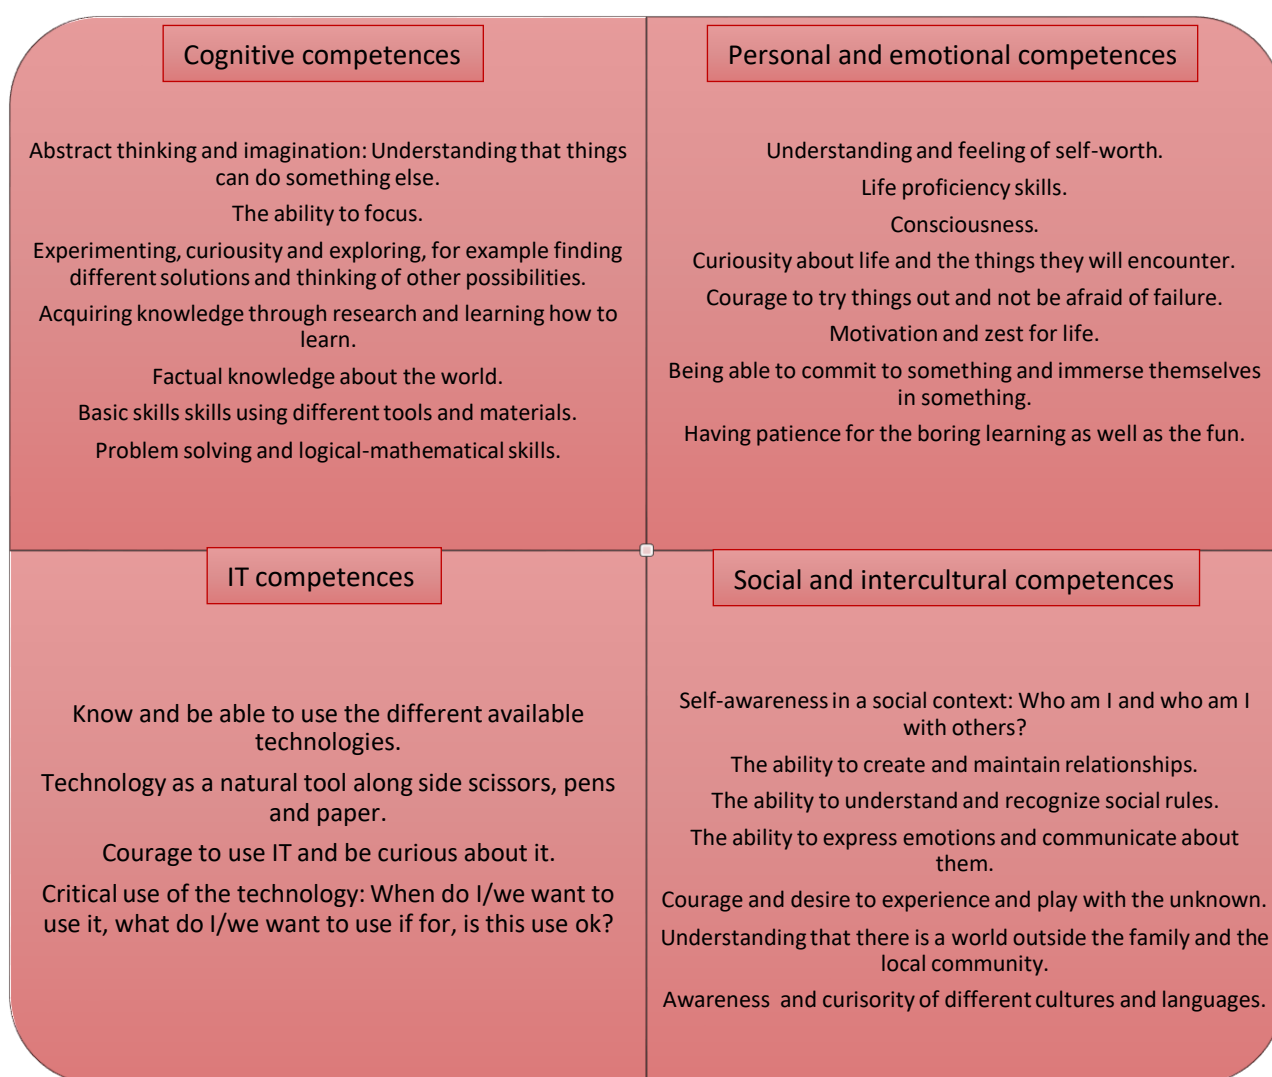 Cognitive competences
Abstract thinking and imagination: Understanding that things
can do something else.
The ability to focus.
Experimenting, curiousity and exploring, for example finding
different solutions and thinking of other possibilities.
Acquiring knowledge through research and learning how to
learn.
Factual knowledge about the world.
Basic skills skills using different tools and materials.
Problem solving and logical-mathematical skills.
Personal and emotional competences
Understanding and feeling of self-worth.
Life proficiency skills.
Consciousness.
Curiousity about life and the things they will encounter.
Courage to try things out and not be afraid of failure.
Motivation and zest for life.
Being able to commit to something and immerse themselves
in something.
Having patience for the boring learning as well as the fun.
IT competences
Know and be able to use the different available
technologies.
Technology as a natural tool along side scissors, pens
and paper.
Courage to use IT and be curious about it.
Critical use of the technology: When do I/we want to
use it, what do I/we want to use if for, is this use ok?
Social and intercultural competences
Self-awareness in a social context: Who am I and who am I
with others?
The ability to create and maintain relationships.
The ability to understand and recognize social rules.
The ability to express emotions and communicate about
them.
Courage and desire to experience and play with the unknown.
Understanding that there is a world outside the family and the
local community.
Awareness and curisority of different cultures and languages.